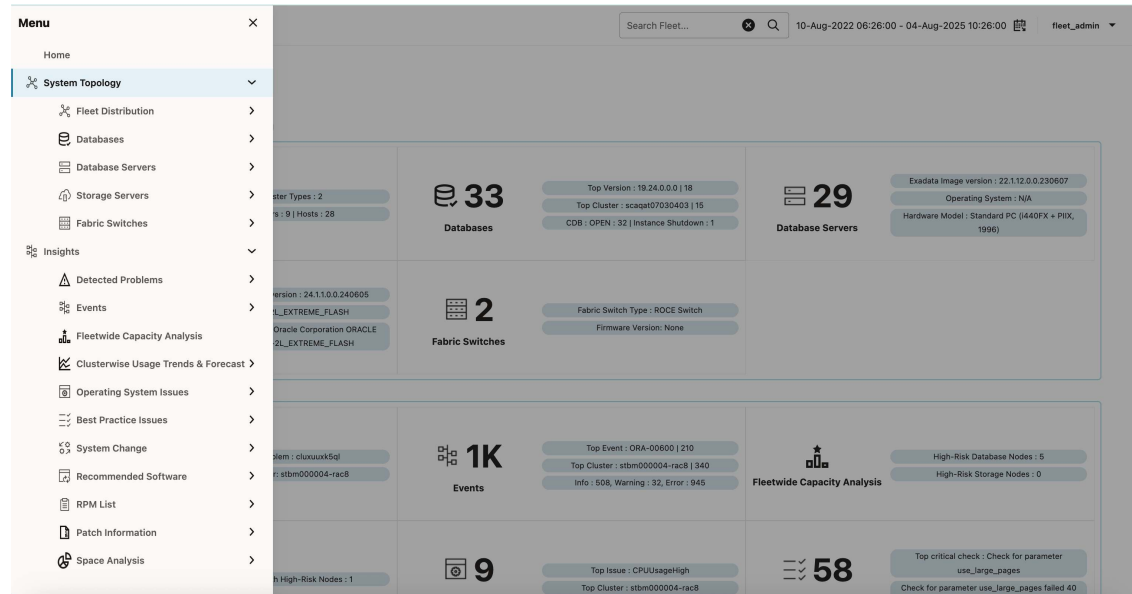 Menu
Search Fleet...
10-Aug-2022 06:26:00 - 04-Aug-2025 10:26:00
fleet_admin
Home
System Topology
Fleet Distribution
Databases
Database Servers
Storage Servers
Fabric Switches
Insights
Detected Problems
Events
Fleetwide Capacity Analysis
Clusterwise Usage Trends & Forecast
Operating System Issues
Best Practice Issues
System Change
Recommended Software
RPM List
Patch Information
Space Analysis
Types : 2
: 9 | Hosts : 28
33
Databases
Top Version : 19.24.0.0.0 | 18
Top Cluster : scaqat07030403 | 15
CDB : OPEN : 32 | Instance Shutdown : 1
29
Database Servers
Exadata Image version : 22.1.12.0.0.230607
Operating System : N/A
Hardware Model : Standard PC (i440FX + PIIX,
1996)
: 24.1.1.0.0.240605
2L_EXTREME_FLASH
Oracle Corporation ORACLE
2L_EXTREME_FLASH
2
Fabric Switches
Fabric Switch Type : ROCE Switch
Firmware Version: None
: cluxuuxk5ql
: stbm000004-rac8
1K
Events
Top Event : ORA-00600 | 210
Top Cluster : stbm000004-rac8 | 340
Info : 508, Warning : 32, Error : 945
Fleetwide Capacity Analysis
High-Risk Database Nodes : 5
High-Risk Storage Nodes : 0
High-Risk Nodes : 1
9
Top Issue : CPUUsageHigh
Top Cluster : stbm000004-rac8
58
Top critical check : Check for parameter
use_large_pages
Check for parameter use_large_pages failed 40